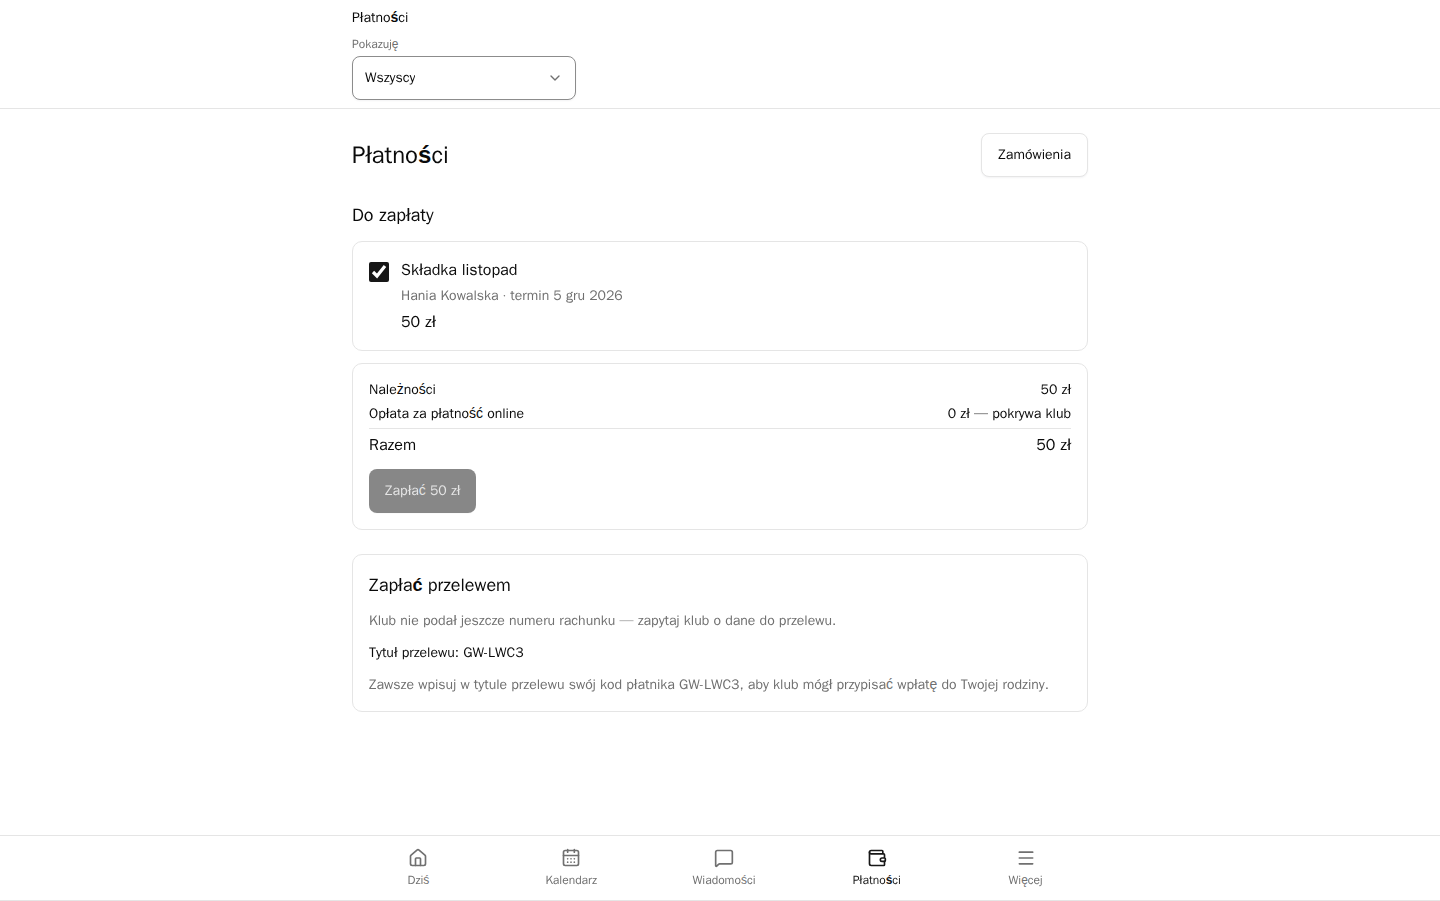 Płatności
Pokazuję
Wszyscy
Płatności
Zamówienia
Do zapłaty
Składka listopad
Hania Kowalska · termin 5 gru 2026
50 zł
Należności 50 zł
Opłata za płatność online 0 zł — pokrywa klub
Razem 50 zł
Zapłać 50 zł
Zapłać przelewem
Klub nie podał jeszcze numeru rachunku — zapytaj klub o dane do przelewu.
Tytuł przelewu: GW-LWC3
Zawsze wpisuj w tytule przelewu swój kod płatnika GW-LWC3, aby klub mógł przypisać wpłatę do Twojej rodziny.
Dziś Kalendarz Wiadomości Płatności Więcej